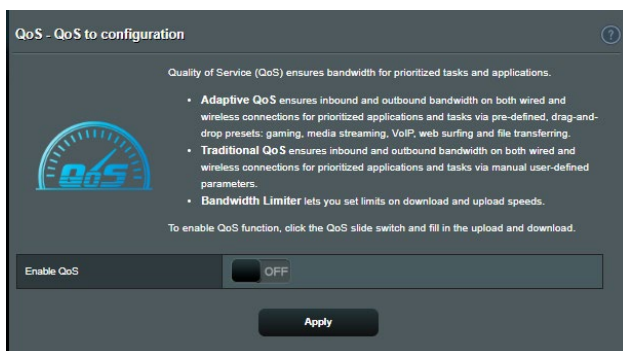 QoS - QoS to configuration
?
Quality of Service (QoS) ensures bandwidth for prioritized tasks and applications.
• Adaptive QoS ensures inbound and outbound bandwidth on both wired and
wireless connections for prioritized applications and tasks via pre-defined, drag-and-
drop presets: gaming, media streaming, VoIP, web surfing and file transferring.
• Traditional QoS ensures inbound and outbound bandwidth on both wired and
wireless connections for prioritized applications and tasks via manual user-defined
parameters.
• Bandwidth Limiter lets you set limits on download and upload speeds.
QoS
To enable QoS function, click the QoS slide switch and fill in the upload and download.
Enable QoS
OFF
Apply